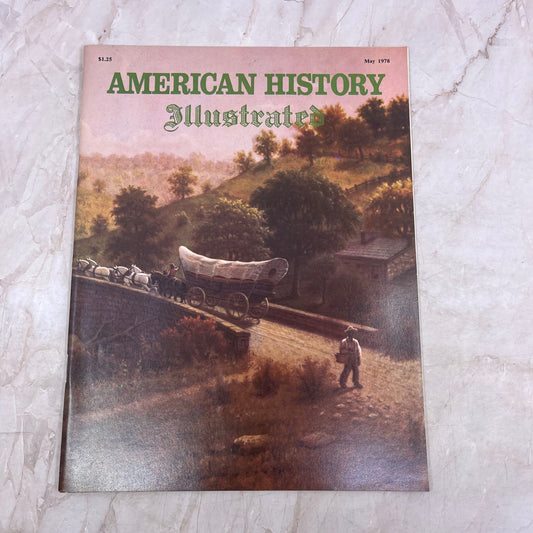 $1.25 May 1978
AMERICAN HISTORY
Illustrated